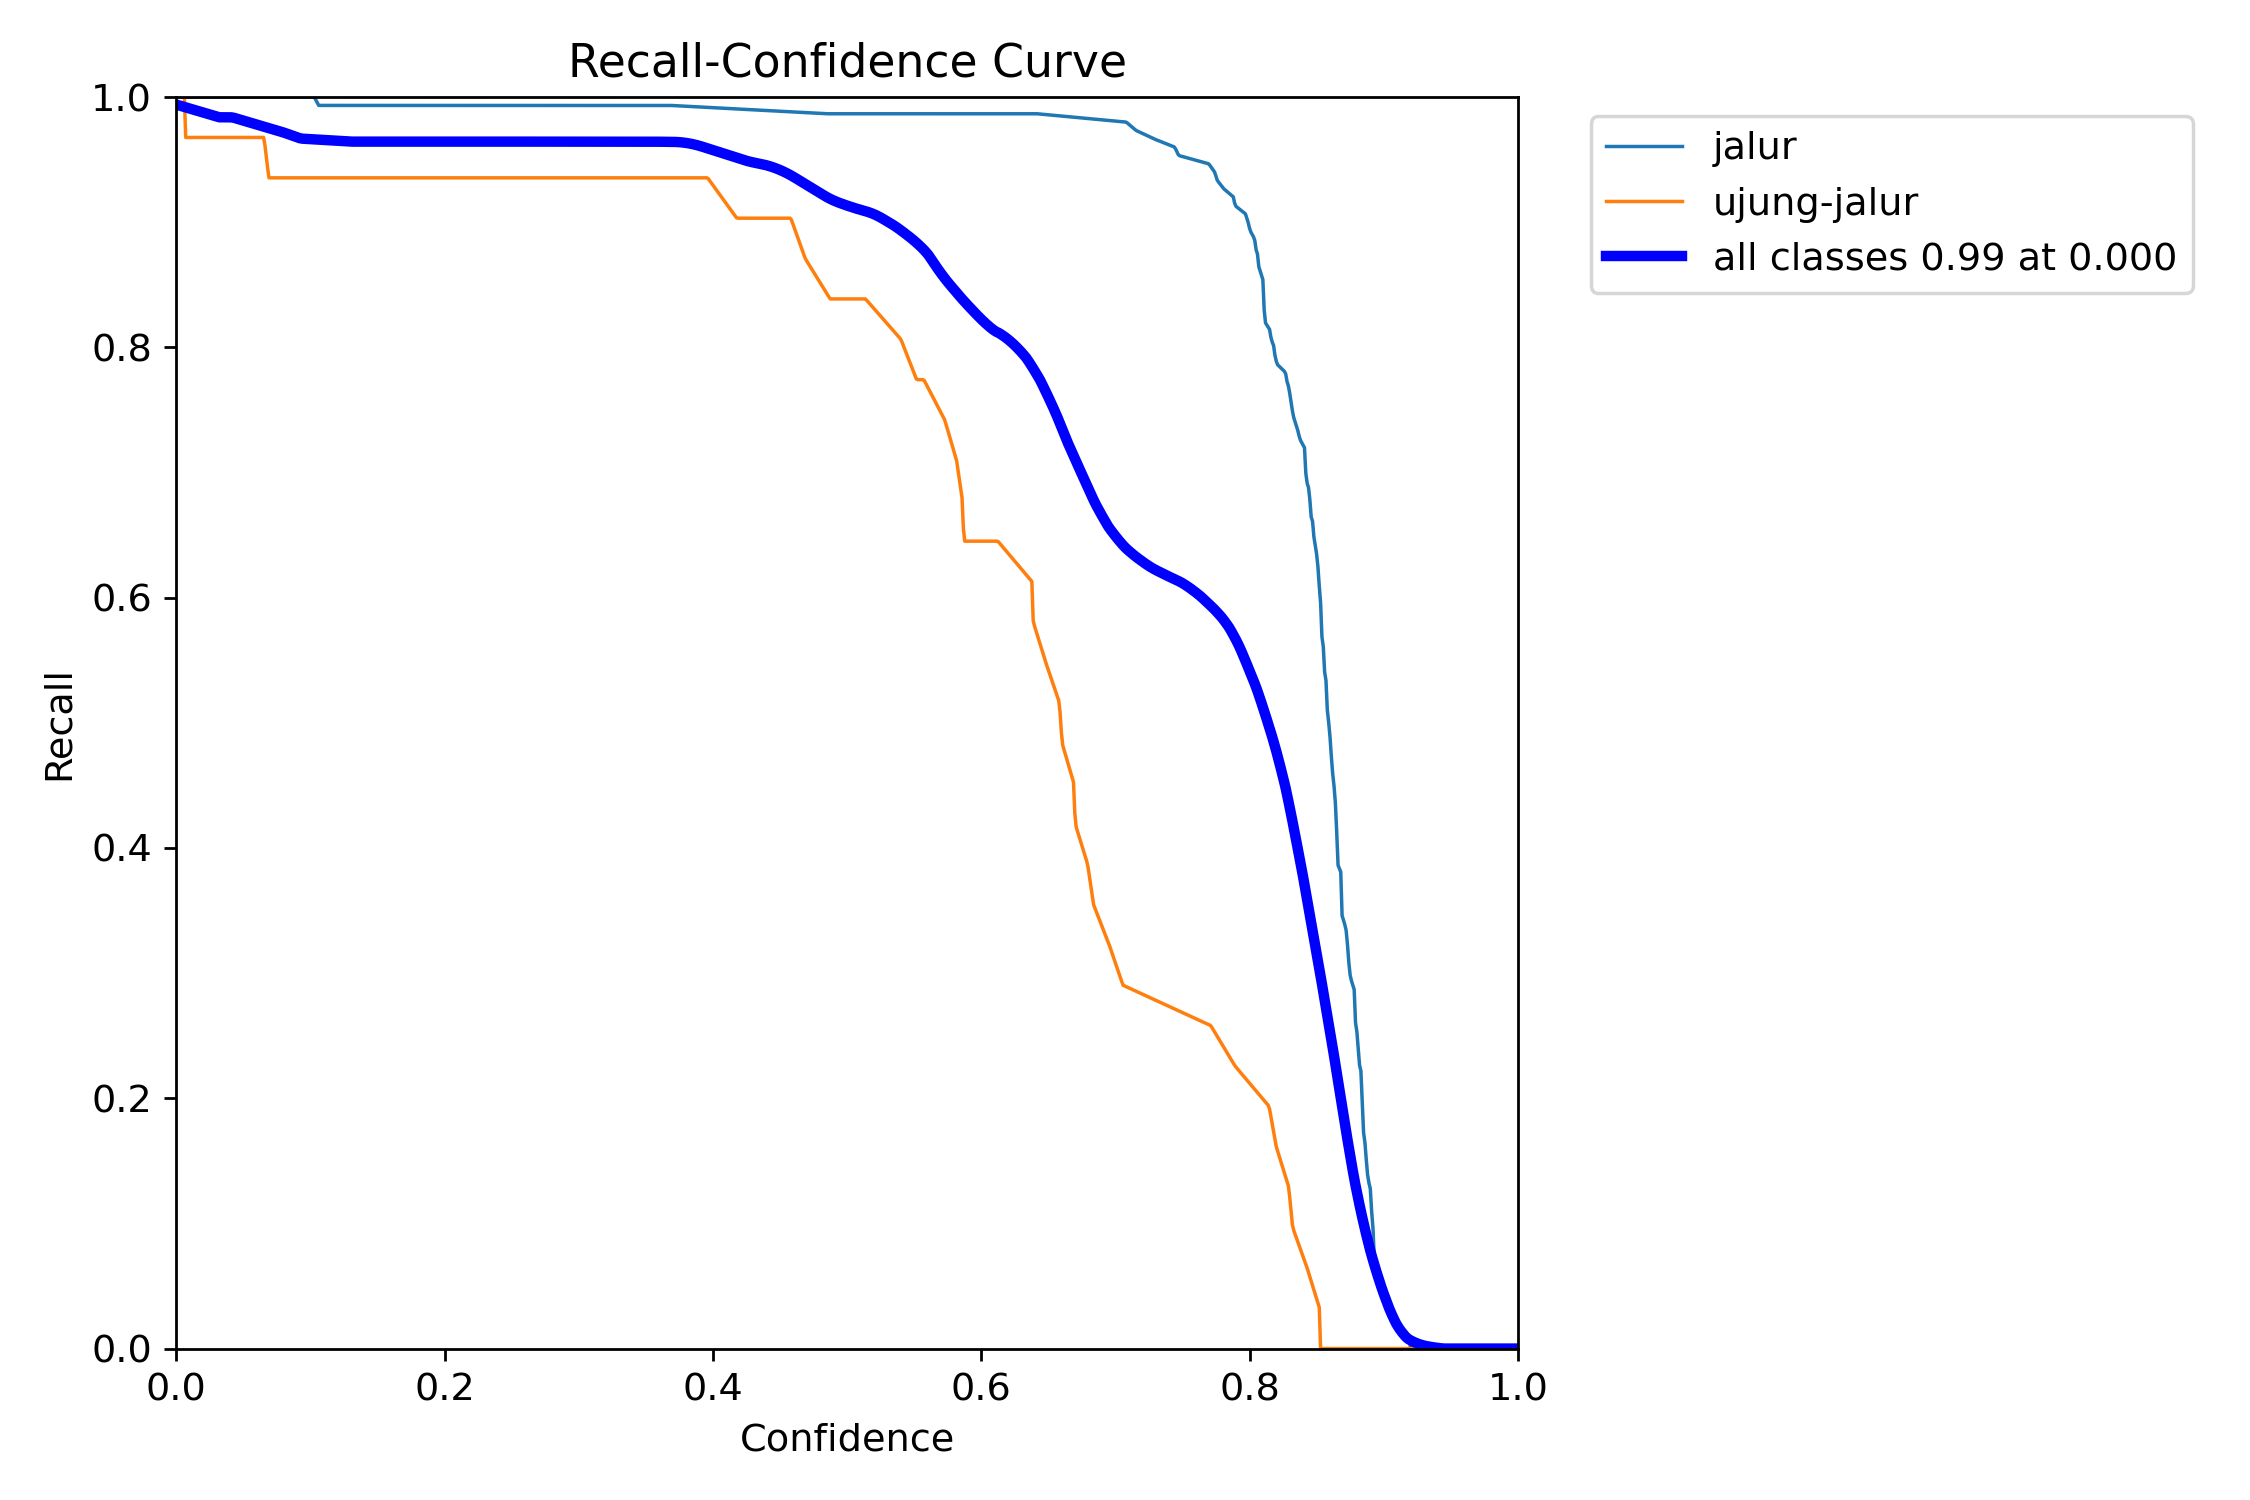 Recall-Confidence Curve
1.0
0.8
0.6
0.4
0.2
0.0
Recall
0.0 0.2 0.4 0.6 0.8 1.0
Confidence
jalur
ujung-jalur
all classes 0.99 at 0.000